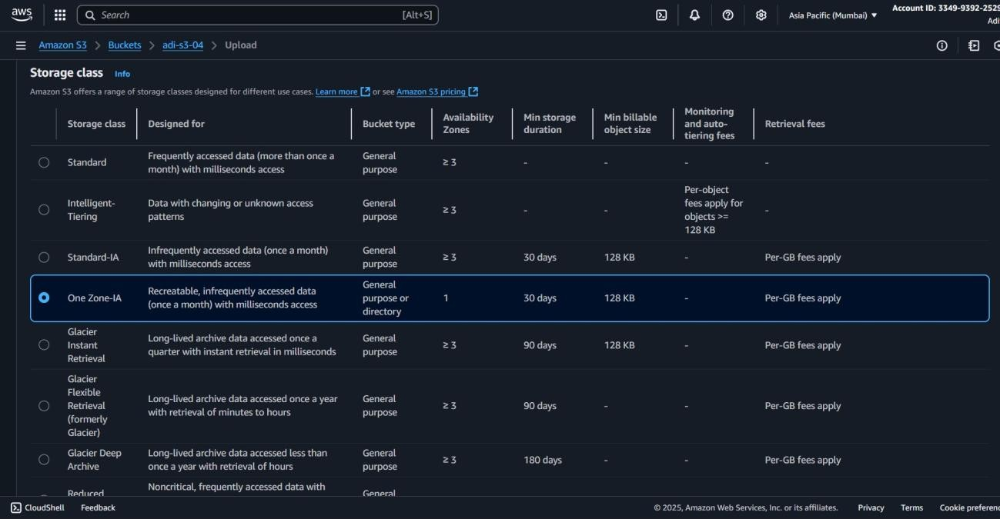 aws
Search [Alt+S]
Asia Pacific (Mumbai) ▼
Account ID: 3349-9392-2529
Adi
Amazon S3 > Buckets > adi-s3-04 > Upload
Storage class Info
Amazon S3 offers a range of storage classes designed for different use cases. Learn more or see Amazon S3 pricing
Storage class
Designed for
Bucket type
Availability
Zones
Min storage
duration
Min billable
object size
Monitoring
and auto-
tiering fees
Retrieval fees
Standard
Frequently accessed data (more than once a
month) with milliseconds access
General
purpose
≥ 3
-
-
-
-
Intelligent-
Tiering
Data with changing or unknown access
patterns
General
purpose
≥ 3
-
-
Per-object
fees apply for
objects >=
128 KB
-
Standard-IA
Infrequently accessed data (once a month)
with milliseconds access
General
purpose
≥ 3
30 days
128 KB
-
Per-GB fees apply
One Zone-IA
Recreatable, infrequently accessed data
(once a month) with milliseconds access
General
purpose or
directory
1
30 days
128 KB
-
Per-GB fees apply
Glacier
Instant
Retrieval
Long-lived archive data accessed once a
quarter with instant retrieval in milliseconds
General
purpose
≥ 3
90 days
128 KB
-
Per-GB fees apply
Glacier
Flexible
Retrieval
(formerly
Glacier)
Long-lived archive data accessed once a year
with retrieval of minutes to hours
General
purpose
≥ 3
90 days
-
-
Per-GB fees apply
Glacier Deep
Archive
Long-lived archive data accessed less than
once a year with retrieval of hours
General
purpose
≥ 3
180 days
-
-
Per-GB fees apply
Reduced
Noncritical, frequently accessed data with
General
CloudShell Feedback
© 2025, Amazon Web Services, Inc. or its affiliates. Privacy Terms Cookie preferenc